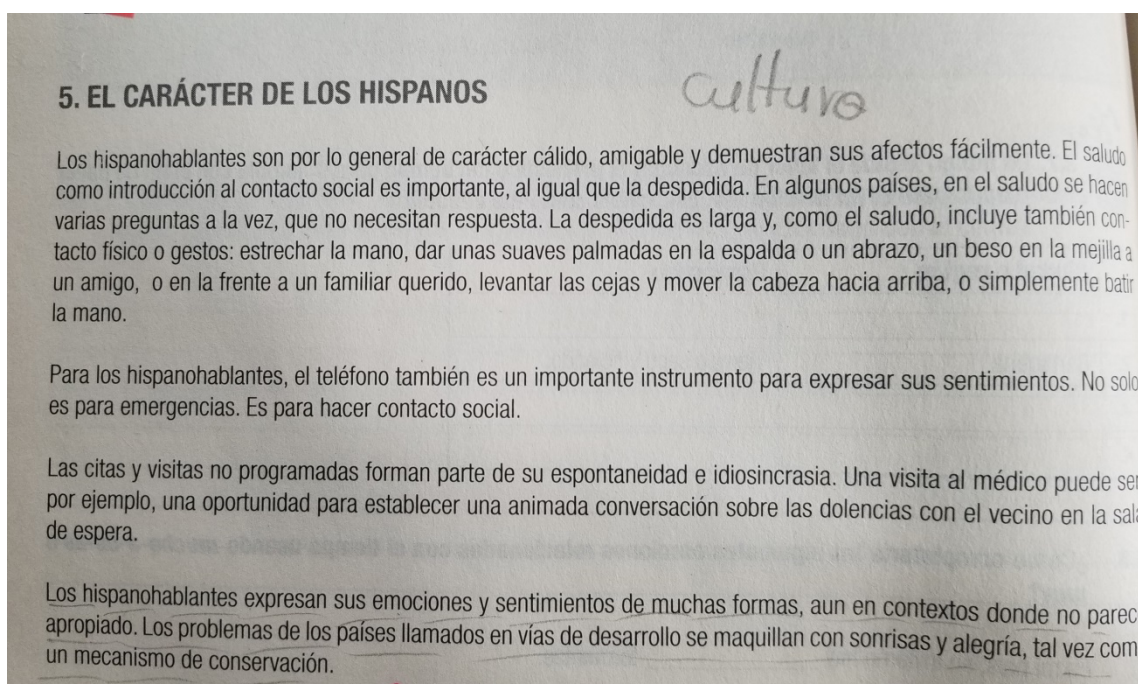 5. EL CARÁCTER DE LOS HISPANOS
cultura
Los hispanohablantes son por lo general de carácter cálido, amigable y demuestran sus afectos fácilmente. El saludo
como introducción al contacto social es importante, al igual que la despedida. En algunos países, en el saludo se hacen
varias preguntas a la vez, que no necesitan respuesta. La despedida es larga y, como el saludo, incluye también con-
tacto físico o gestos: estrechar la mano, dar unas suaves palmadas en la espalda o un abrazo, un beso en la mejilla a
un amigo, o en la frente a un familiar querido, levantar las cejas y mover la cabeza hacia arriba, o simplemente batir
la mano.
Para los hispanohablantes, el teléfono también es un importante instrumento para expresar sus sentimientos. No solo
es para emergencias. Es para hacer contacto social.
Las citas y visitas no programadas forman parte de su espontaneidad e idiosincrasia. Una visita al médico puede ser
por ejemplo, una oportunidad para establecer una animada conversación sobre las dolencias con el vecino en la sala
de espera.
Los hispanohablantes expresan sus emociones y sentimientos de muchas formas, aun en contextos donde no parec
apropiado. Los problemas de los países llamados en vías de desarrollo se maquillan con sonrisas y alegría, tal vez com
un mecanismo de conservación.